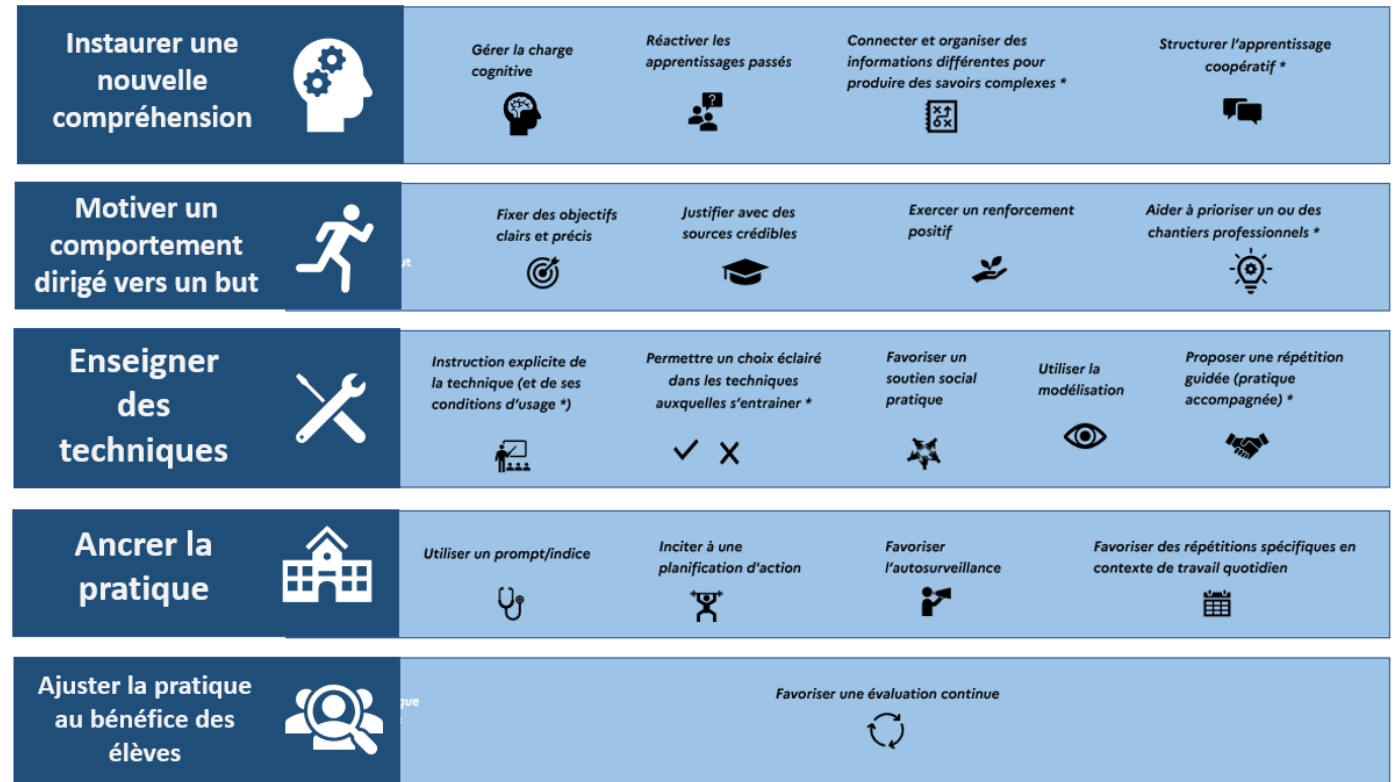 Instaurer une
nouvelle
compréhension
Gérer la charge
cognitive
Réactiver les
apprentissages passés
?
Connecter et organiser des
informations différentes pour
produire des savoirs complexes *
Structurer l'apprentissage
coopératif *
Motiver un
comportement
dirigé vers un but
ut
Fixer des objectifs
clairs et précis
Justifier avec des
sources crédibles
Exercer un renforcement
positif
Aider à prioriser un ou des
chantiers professionnels *
Enseigner
des
techniques
Instruction explicite de
la technique (et de ses
conditions d'usage *)
Permettre un choix éclairé
dans les techniques
auxquelles s'entrainer *
Favoriser un
soutien social
pratique
Utiliser la
modélisation
Proposer une répétition
guidée (pratique
accompagnée) *
Ancrer la
pratique
Utiliser un prompt/indice
Inciter à une
planification d'action
Favoriser
l'autosurveillance
Favoriser des répétitions spécifiques en
contexte de travail quotidien
Ajuster la pratique
au bénéfice des
élèves
que
Favoriser une évaluation continue